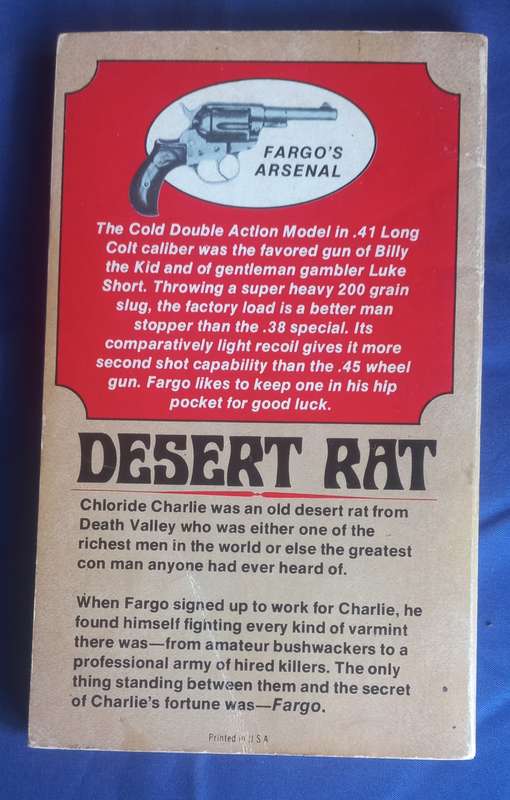 FARGO'S
ARSENAL
The Cold Double Action Model in .41 Long
Colt caliber was the favored gun of Billy
the Kid and of gentleman gambler Luke
Short. Throwing a super heavy 200 grain
slug, the factory load is a better man
stopper than the .38 special. Its
comparatively light recoil gives it more
second shot capability than the .45 wheel
gun. Fargo likes to keep one in his hip
pocket for good luck.
DESERT RAT
Chloride Charlie was an old desert rat from
Death Valley who was either one of the
richest men in the world or else the greatest
con man anyone had ever heard of.
When Fargo signed up to work for Charlie, he
found himself fighting every kind of varmint
there was—from amateur bushwackers to a
professional army of hired killers. The only
thing standing between them and the secret
of Charlie's fortune was—Fargo.
Printed in U S A